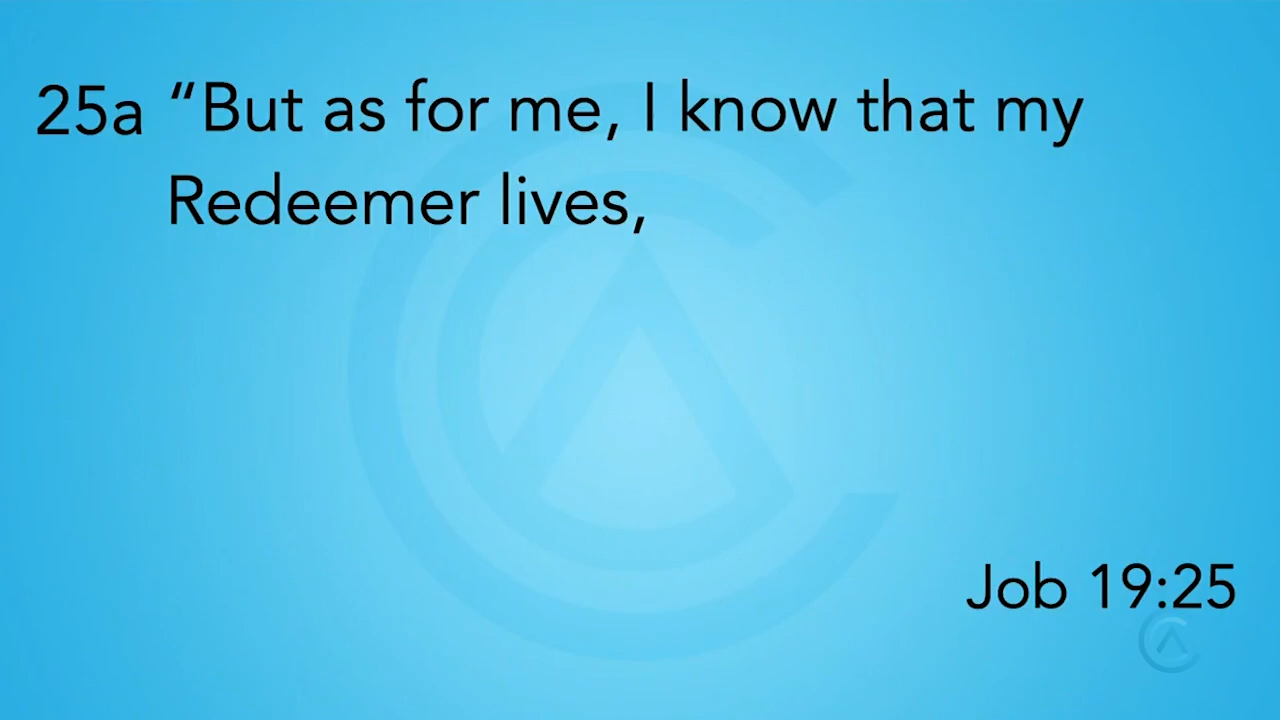 25a “But as for me, I know that my
Redeemer lives,
Job 19:25